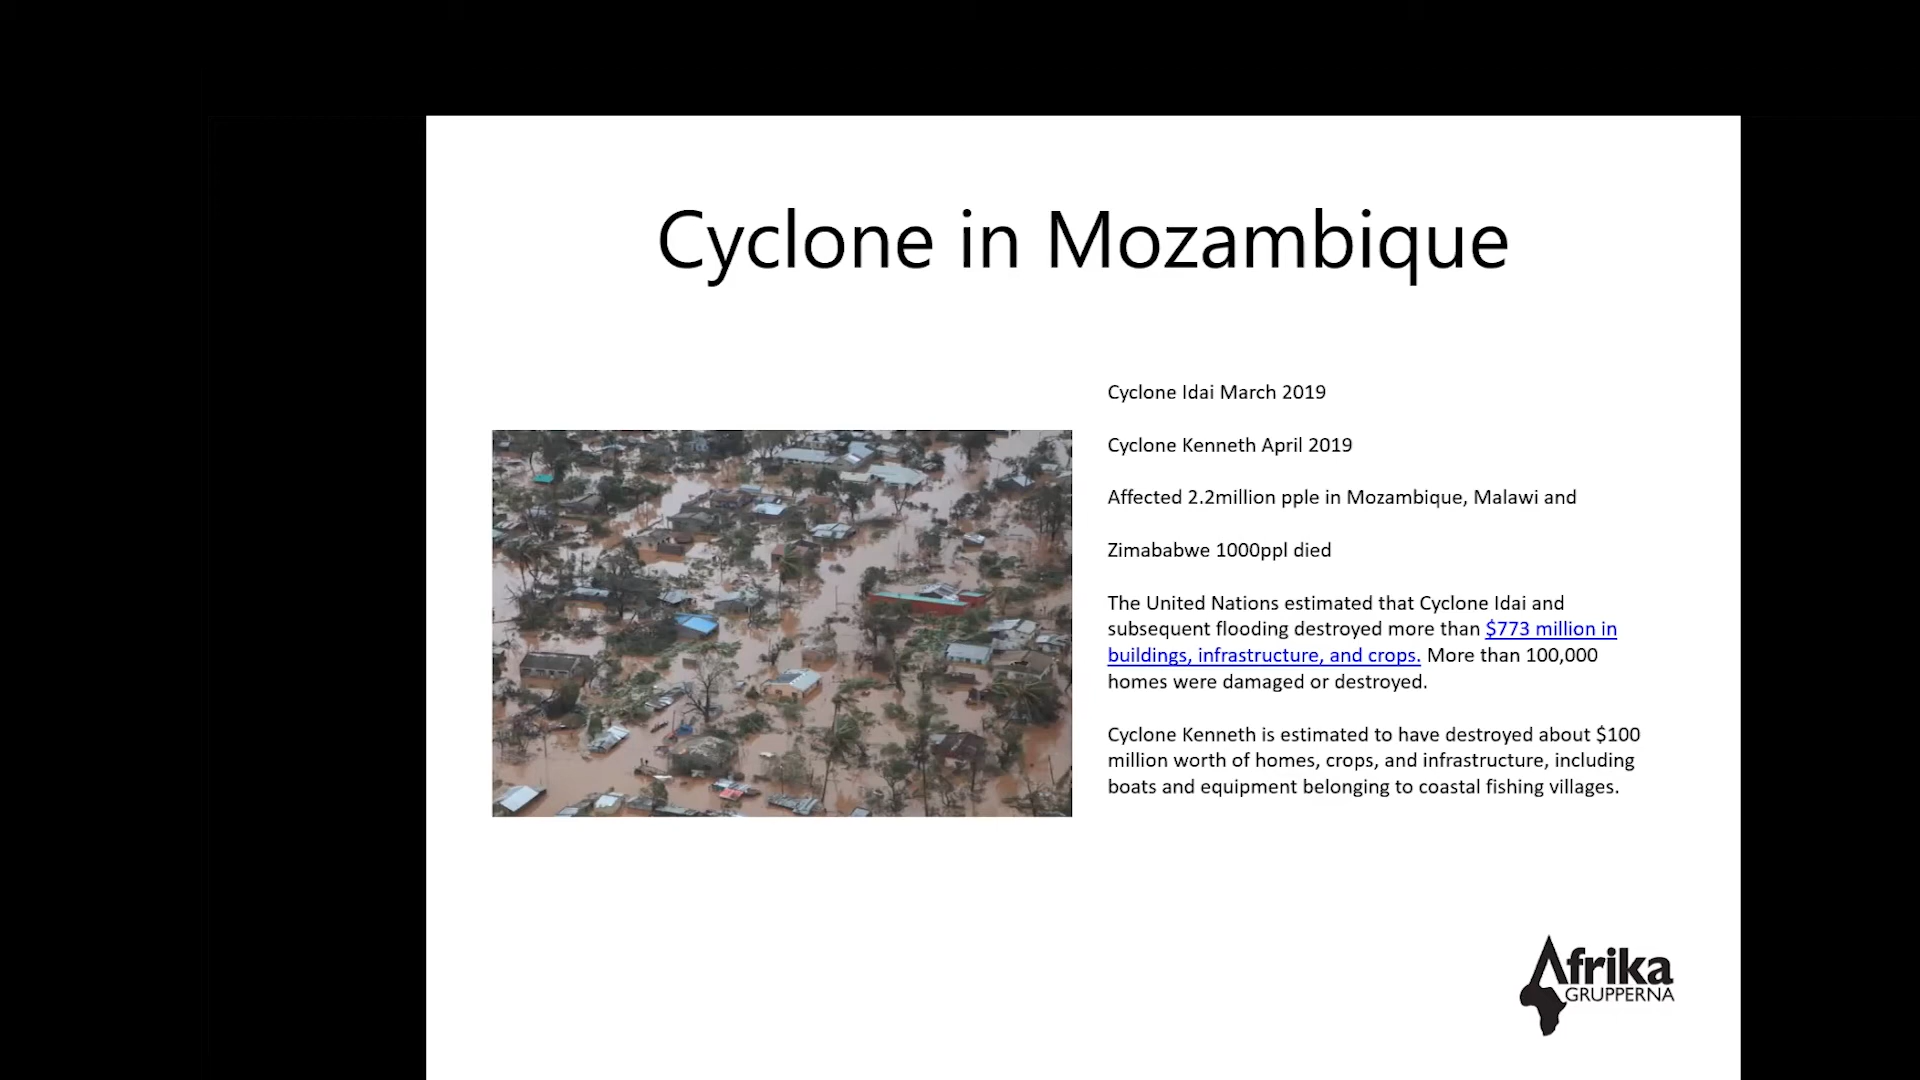 Cyclone in Mozambique
Cyclone Idai March 2019
Cyclone Kenneth April 2019
Affected 2.2million pple in Mozambique, Malawi and
Zimababwe 1000ppl died
The United Nations estimated that Cyclone Idai and
subsequent flooding destroyed more than $773 million in
buildings, infrastructure, and crops. More than 100,000
homes were damaged or destroyed.
Cyclone Kenneth is estimated to have destroyed about $100
million worth of homes, crops, and infrastructure, including
boats and equipment belonging to coastal fishing villages.
Afrika
GRUPPERNA